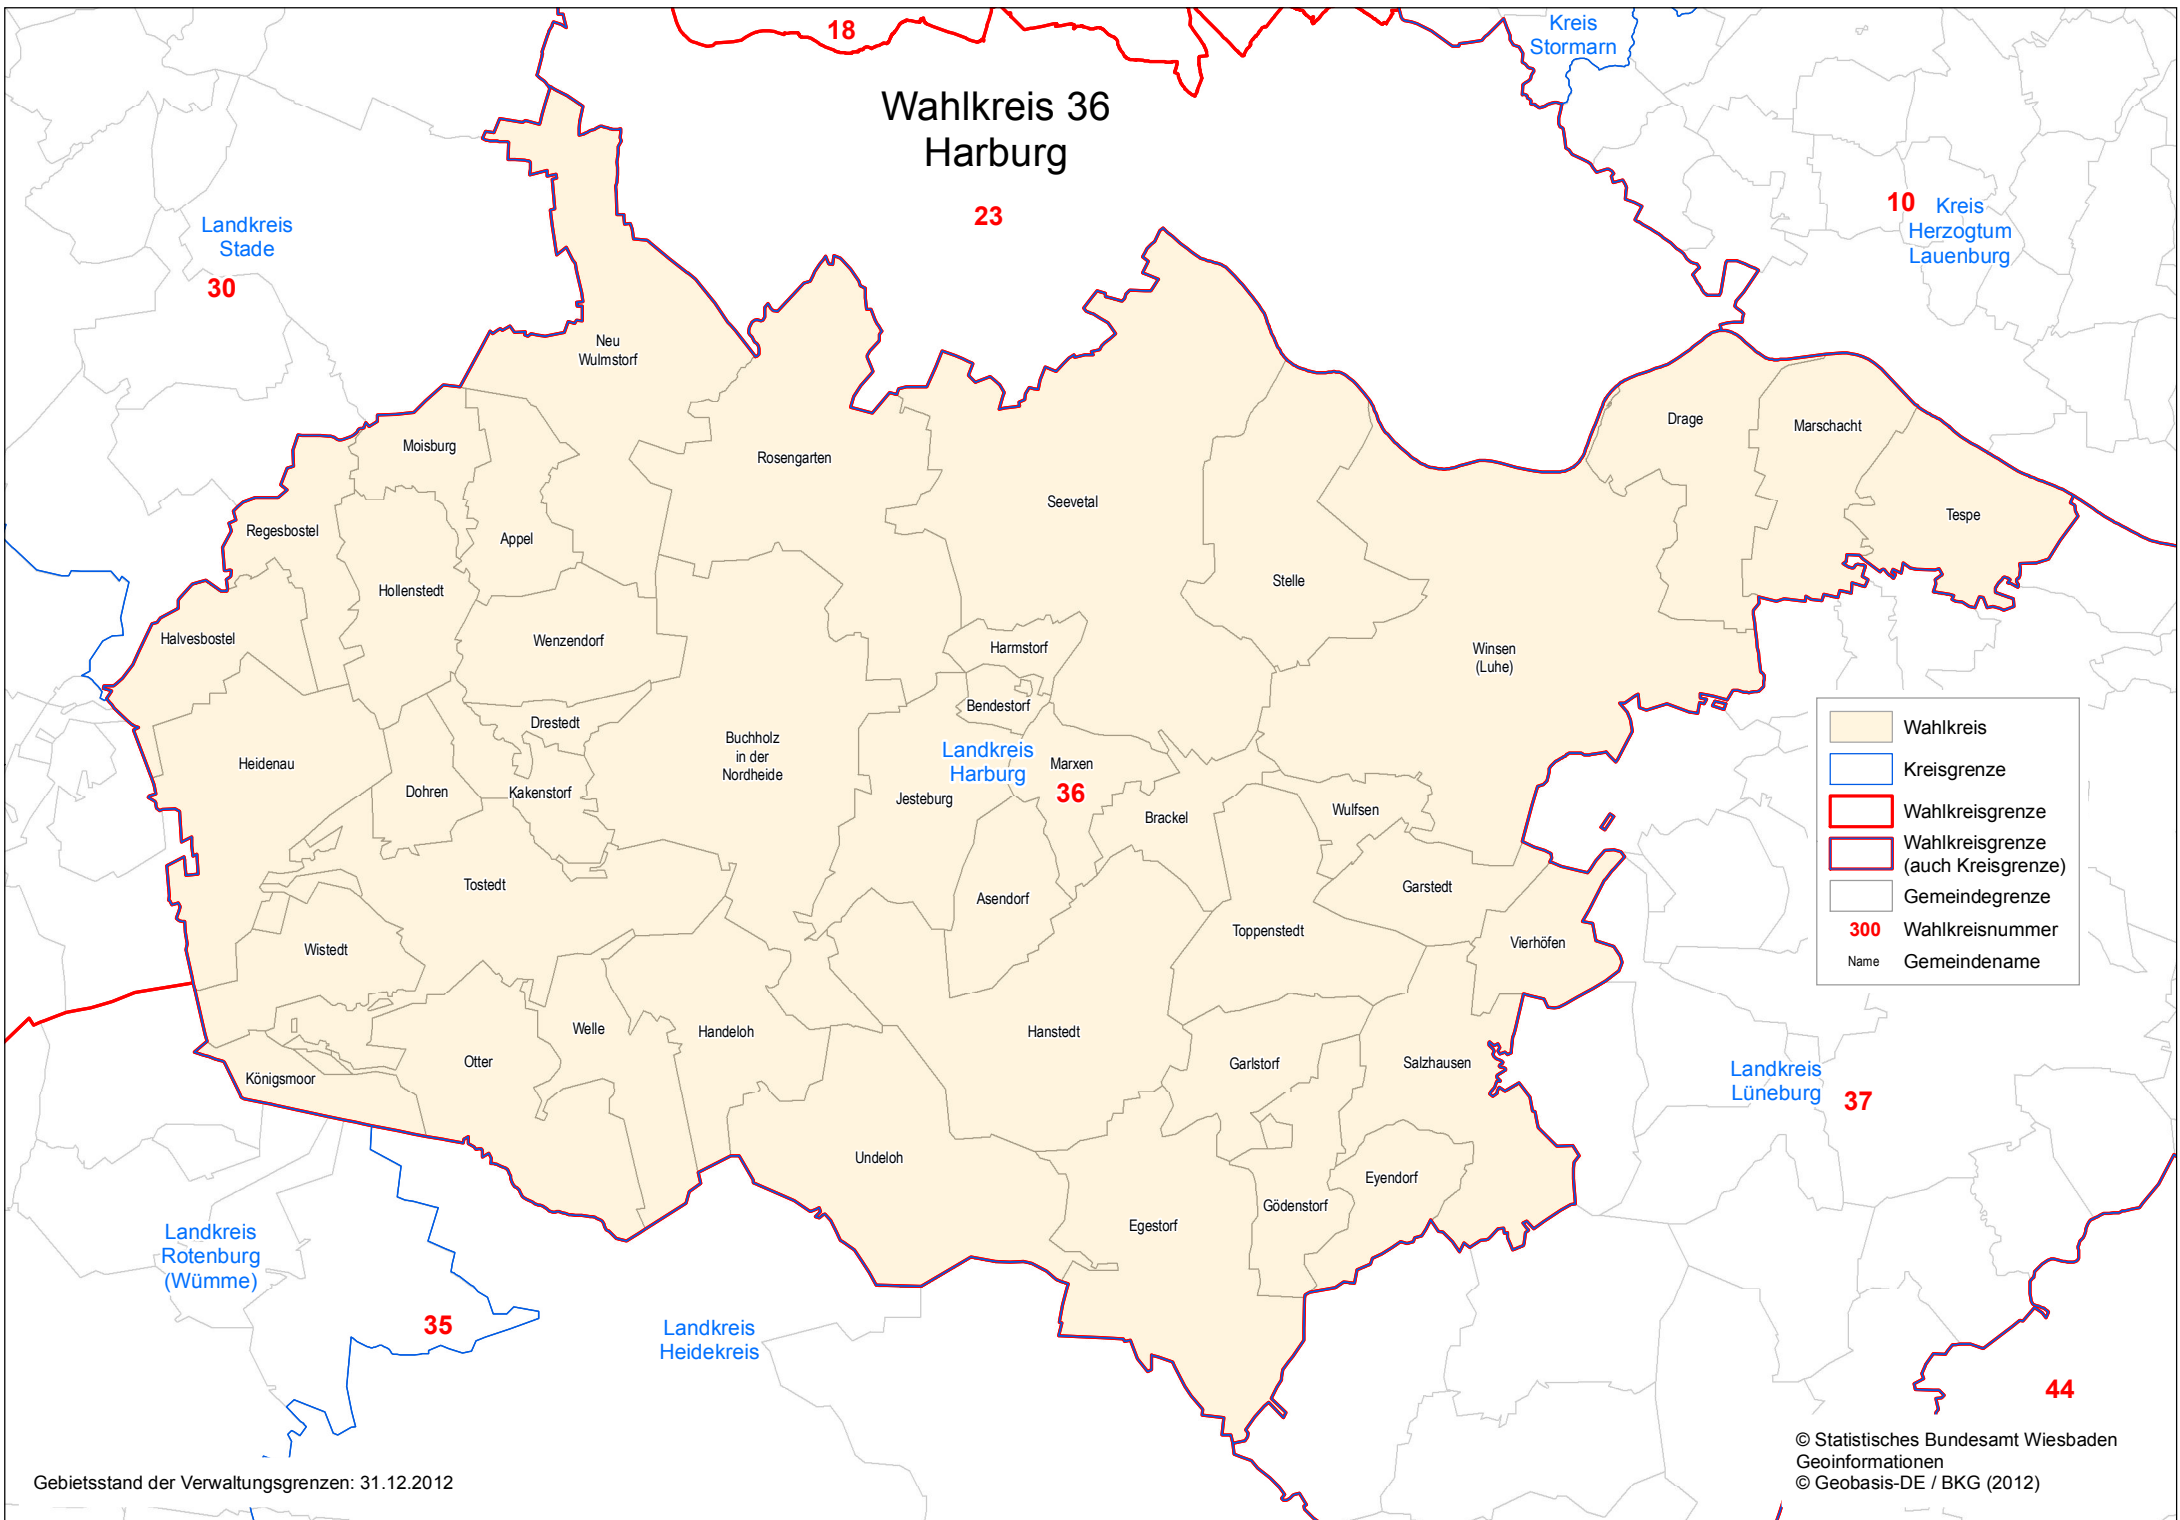 18
Kreis
Stormarn
Wahlkreis 36
Harburg
23
10
Kreis
Herzogtum
Lauenburg
Landkreis
Stade
30
Neu
Wulmstorf
Moisburg
Rosengarten
Drage
Marschacht
Seevetal
Tespe
Regesbostel
Appel
Hollenstedt
Stelle
Halvesbostel
Wenzendorf
Harmstorf
Winsen
(Luhe)
Bendestorf
Drestedt
Buchholz
in der
Nordheide
Landkreis
Harburg
Marxen
36
Heidenau
Dohren
Kakenstorf
Jesteburg
Brackel
Wulfsen
Tostedt
Asendorf
Garstedt
Wistedt
Toppenstedt
Vierhöfen
Welle
Handeloh
Hanstedt
Otter
Garlstorf
Salzhausen
Königsmoor
Undeloh
Eyendorf
Gödenstorf
Egestorf
Wahlkreis
Kreisgrenze
Wahlkreisgrenze
Wahlkreisgrenze
(auch Kreisgrenze)
Gemeindegrenze
300 Wahlkreisnummer
Name Gemeindename
Landkreis
Lüneburg
37
Landkreis
Rotenburg
(Wümme)
35
Landkreis
Heidekreis
44
Gebietsstand der Verwaltungsgrenzen: 31.12.2012
© Statistisches Bundesamt Wiesbaden
Geoinformationen
© Geobasis-DE / BKG (2012)